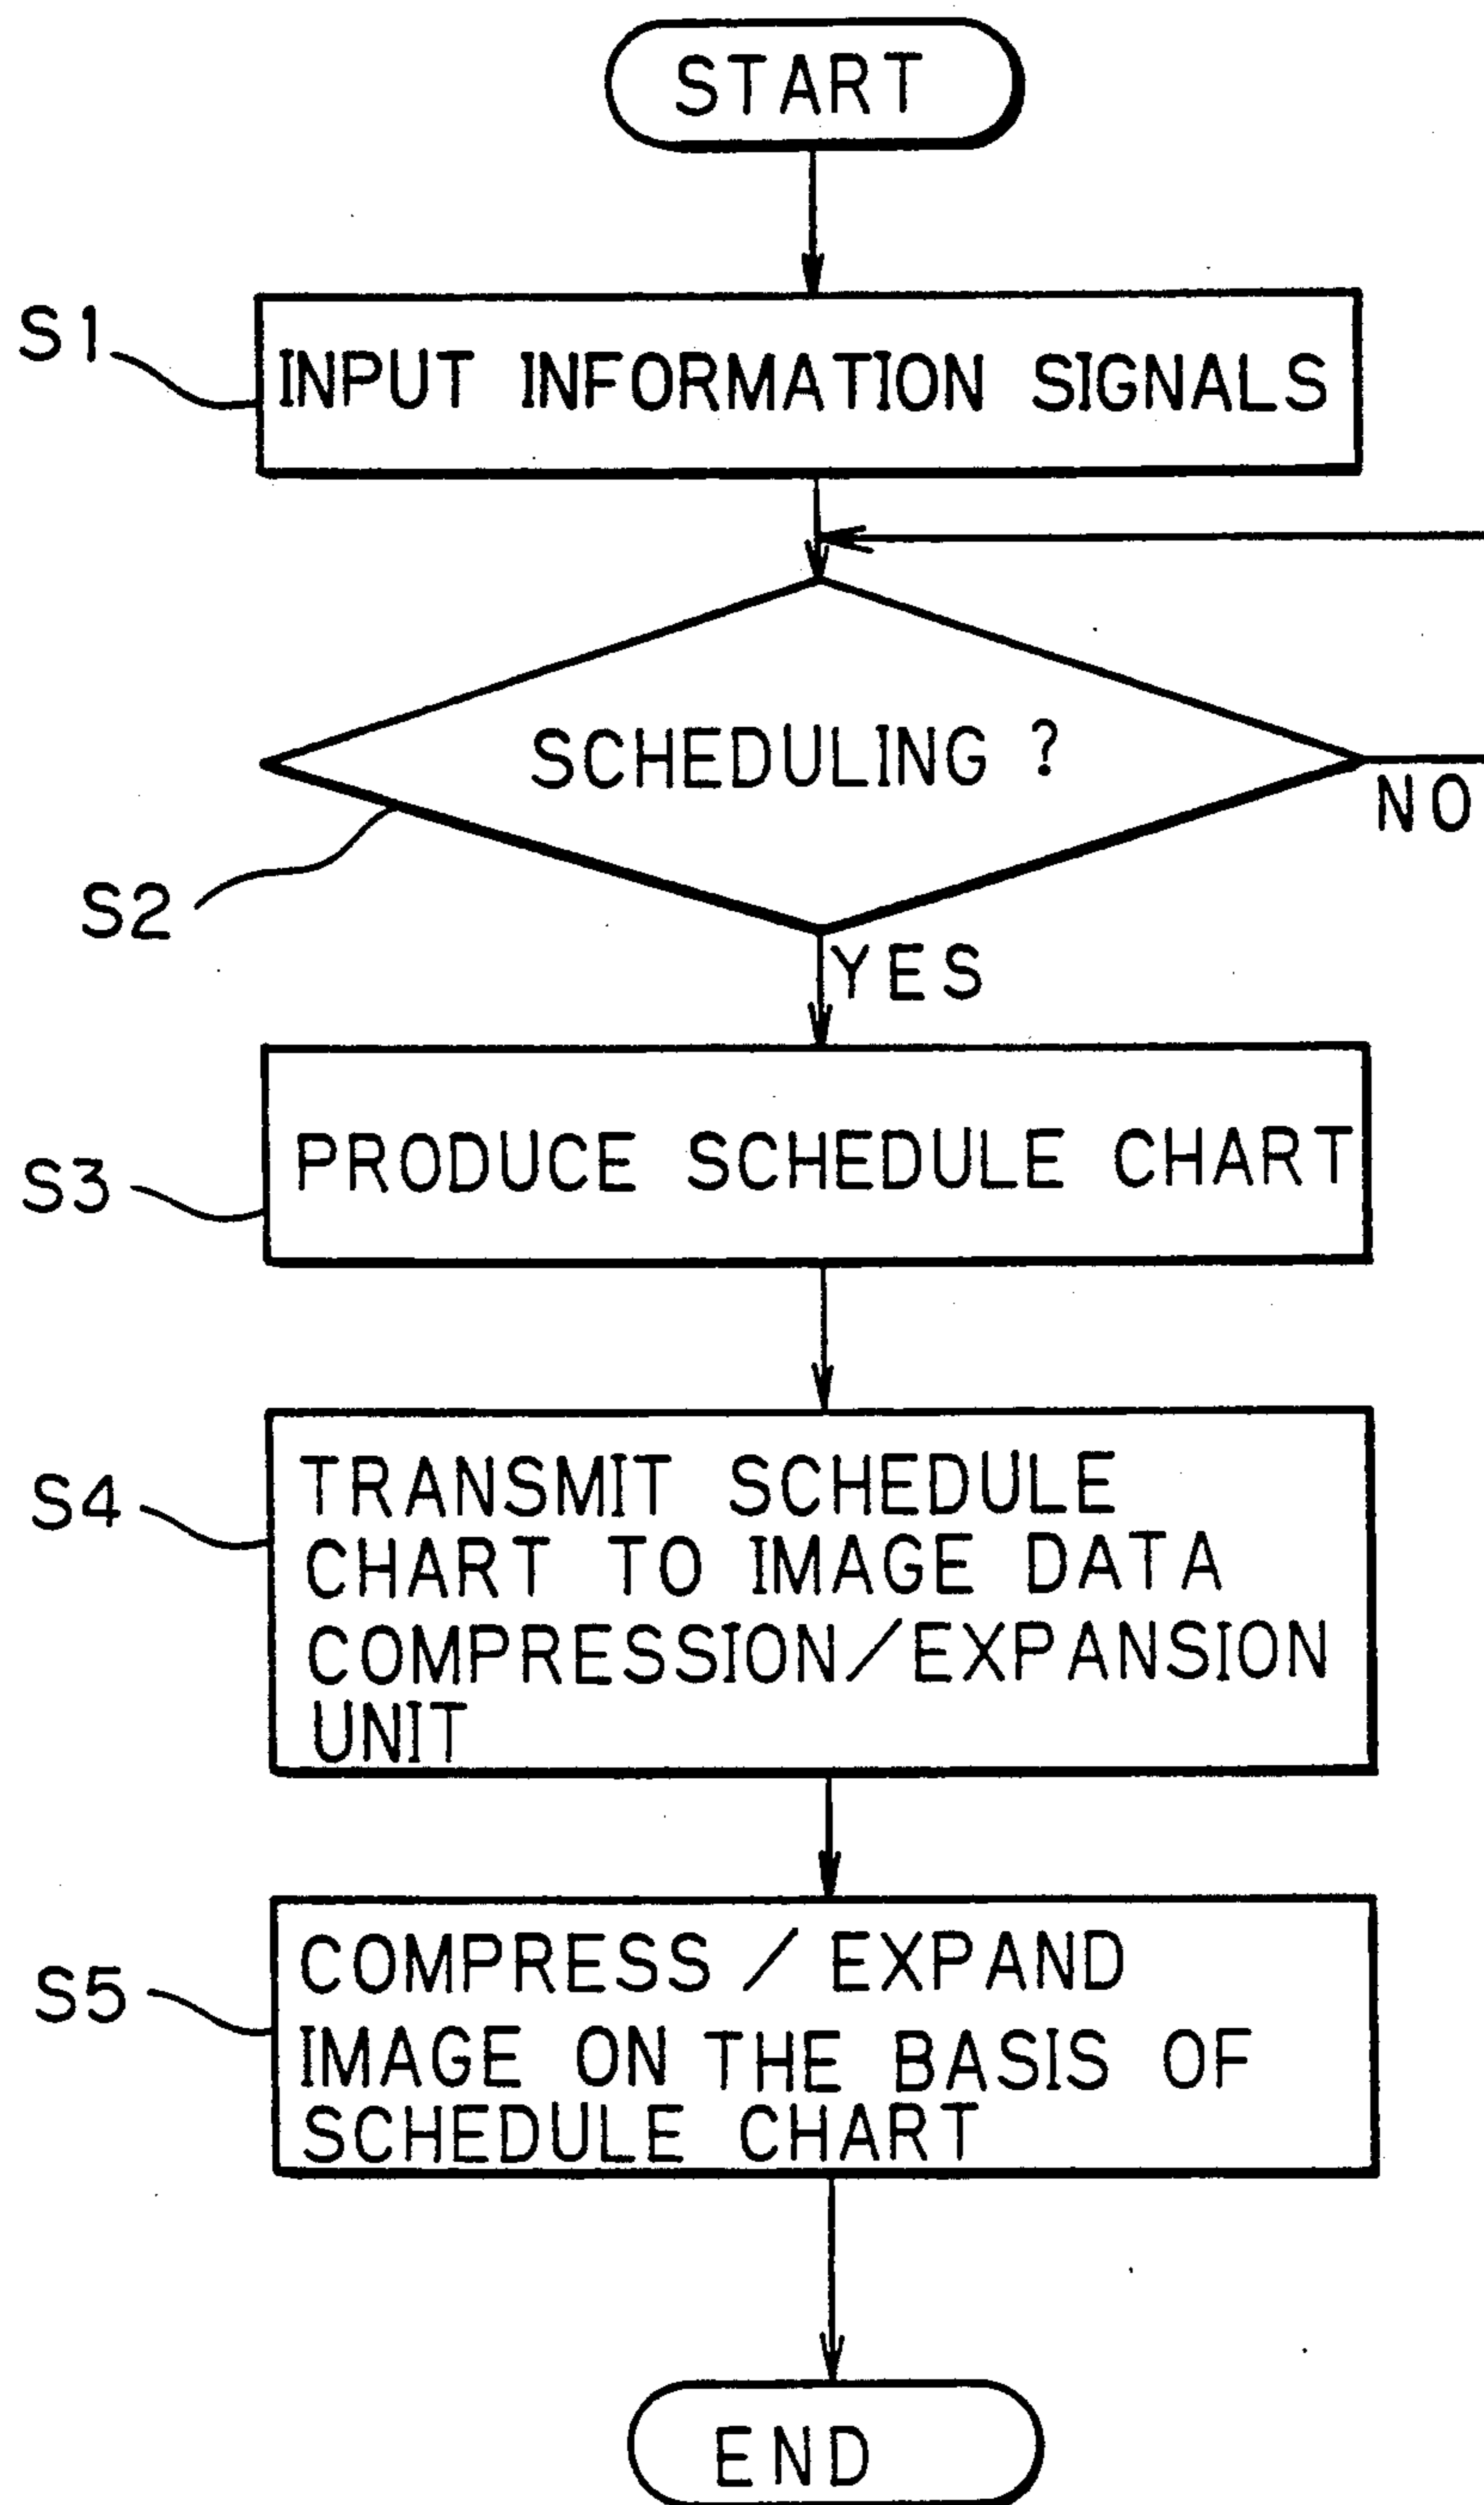 START
S1
INPUT INFORMATION SIGNALS
SCHEDULING ?
NO
S2
YES
PRODUCE SCHEDULE CHART
S3
S4
TRANSMIT SCHEDULE
CHART TO IMAGE DATA
COMPRESSION/EXPANSION
UNIT
S5
COMPRESS / EXPAND
IMAGE ON THE BASIS OF
SCHEDULE CHART
END